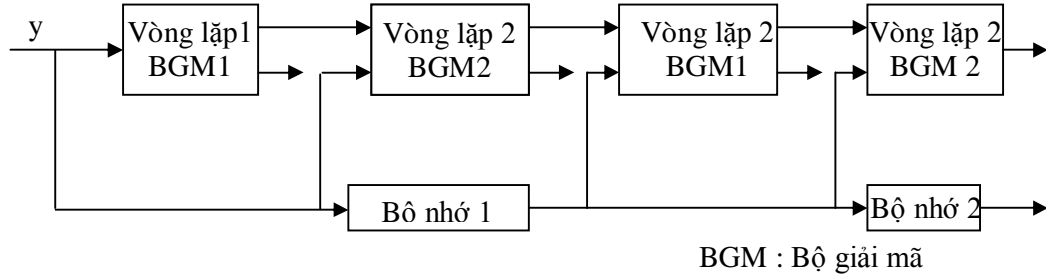 y
Vòng lặp1
BGM1
Vòng lặp 2
BGM2
Vòng lặp 2
BGM1
Vòng lặp 2
BGM 2
Bô nhớ 1
Bộ nhớ 2
BGM : Bộ giải mã